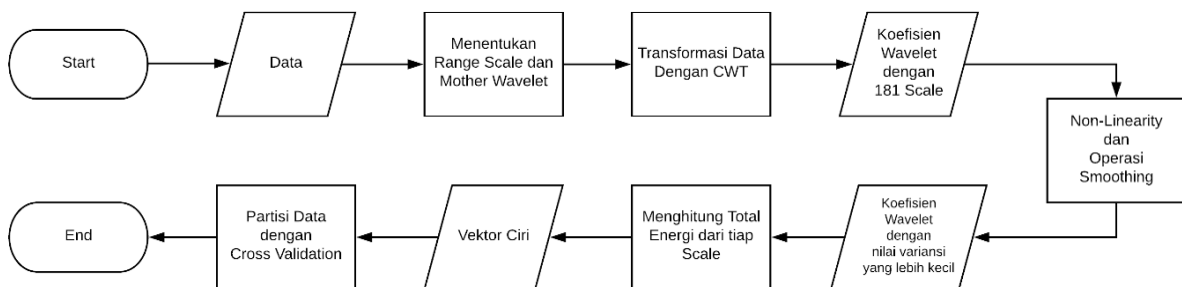 Start
Data
Menentukan
Range Scale dan
Mother Wavelet
Transformasi Data
Dengan CWT
Koefisien
Wavelet
dengan
181 Scale
Non-Linearity
dan
Operasi
Smoothing
Koefisien
Wavelet
dengan
nilai variansi
yang lebih kecil
Menghitung Total
Energi dari tiap
Scale
Vektor Ciri
Partisi Data
dengan
Cross Validation
End